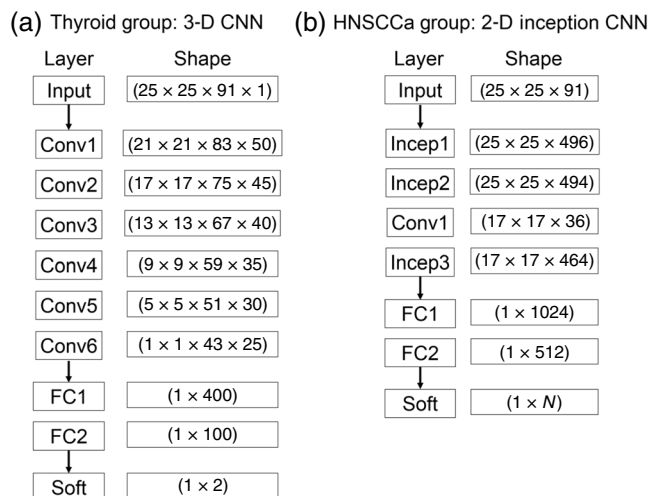 (a) Thyroid group: 3-D CNN
Layer Shape
Input (25 × 25 × 91 × 1)
Conv1 (21 × 21 × 83 × 50)
Conv2 (17 × 17 × 75 × 45)
Conv3 (13 × 13 × 67 × 40)
Conv4 (9 × 9 × 59 × 35)
Conv5 (5 × 5 × 51 × 30)
Conv6 (1 × 1 × 43 × 25)
FC1 (1 × 400)
FC2 (1 × 100)
Soft (1 × 2)
(b) HNSCCa group: 2-D inception CNN
Layer Shape
Input (25 × 25 × 91)
Incep1 (25 × 25 × 496)
Incep2 (25 × 25 × 494)
Conv1 (17 × 17 × 36)
Incep3 (17 × 17 × 464)
FC1 (1 × 1024)
FC2 (1 × 512)
Soft (1 × N)